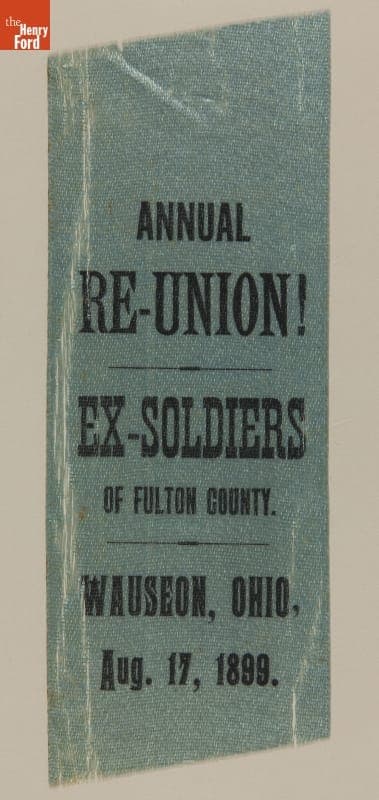 the
Henry
Ford
ANNUAL
RE-UNION!
EX-SOLDIERS
OF FULTON COUNTY.
WAUSEON, OHIO,
Aug. 17, 1899.